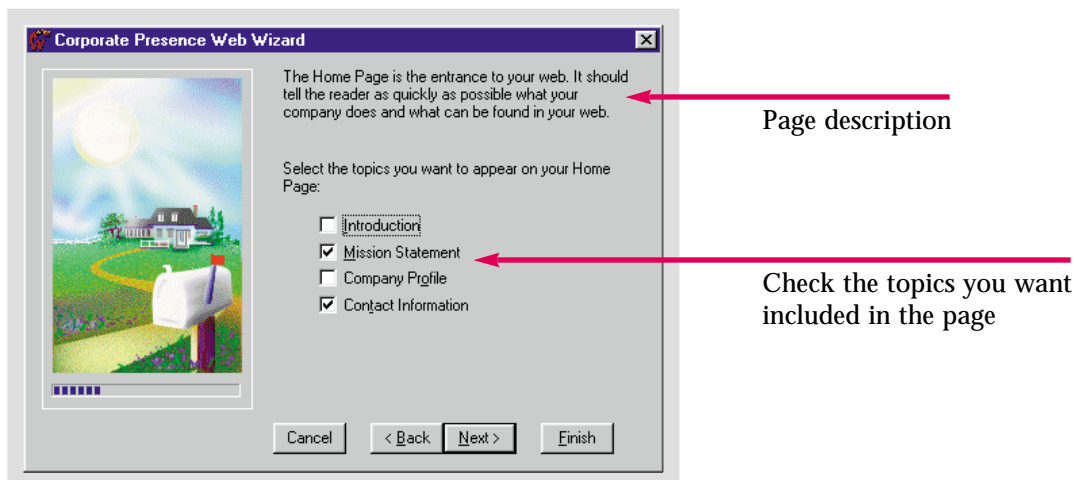 Corporate Presence Web Wizard
The Home Page is the entrance to your web. It should
tell the reader as quickly as possible what your
company does and what can be found in your web.
Page description
Select the topics you want to appear on your Home
Page:
Introduction
Mission Statement
Company Profile
Contact Information
Check the topics you want
included in the page
Cancel
< Back
Next >
Finish